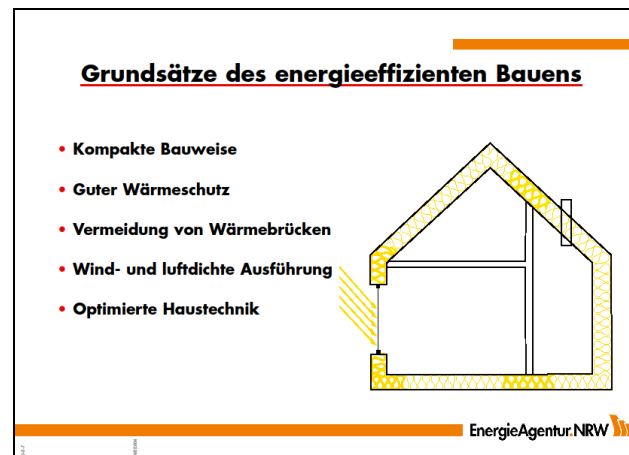 Grundsätze des energieeffizienten Bauens
• Kompakte Bauweise
• Guter Wärmeschutz
• Vermeidung von Wärmebrücken
• Wind- und luftdichte Ausführung
• Optimierte Haustechnik
EnergieAgentur.NRW